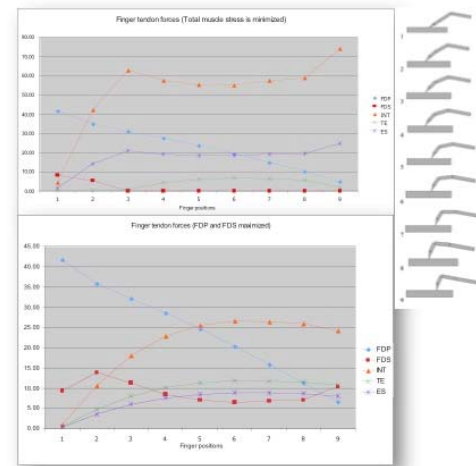 Finger tendon forces (Total muscle stress is minimized)
80.00
70.00
60.00
50.00
40.00
30.00
20.00
10.00
0.00
1 2 3 4 5 6 7 8 9
Finger positions
FDP
FDS
INT
TE
ES
Finger tendon forces (FDP and FDS maximized)
45.00
40.00
35.00
30.00
25.00
20.00
15.00
10.00
5.00
0.00
1 2 3 4 5 6 7 8 9
Finger positions
FDP
FDS
INT
TE
ES
1
2
3
4
5
6
7
8
9